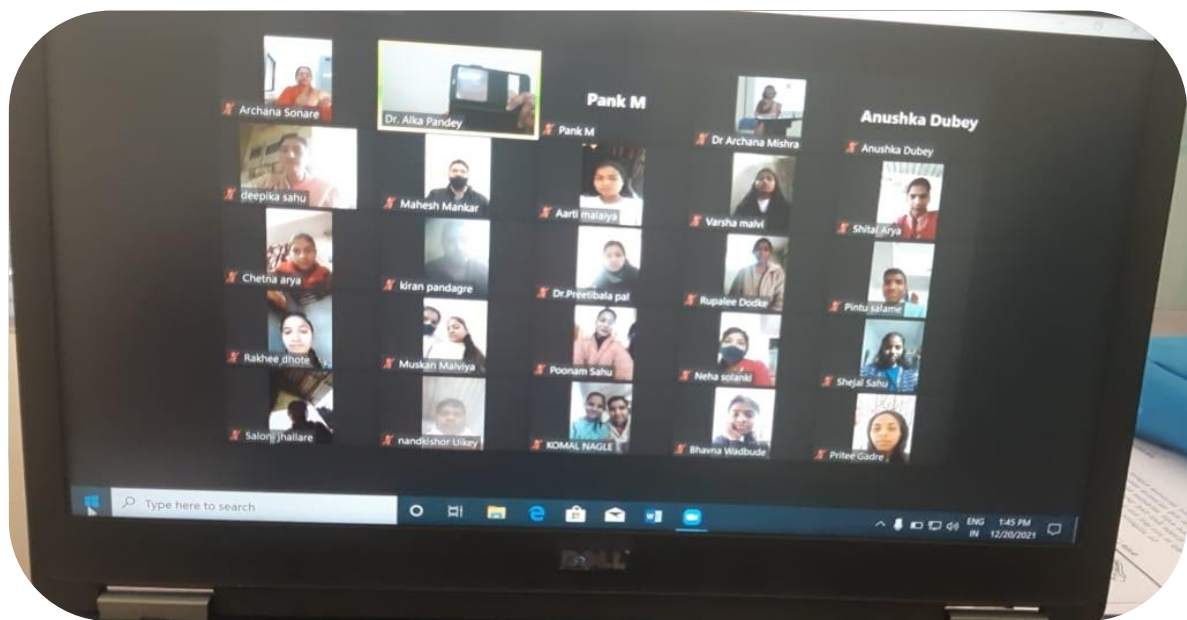 Archana Sonare
Dr. Alka Pandey
Pank M
Pank M
Dr Archana Mishra
Anushka Dubey
Anushka Dubey
deepika sahu
Mahesh Mankar
Aarti malaiya
Varsha malvi
Shital Arya
Chetna arya
kiran pandagre
Dr.Preetibala pal
Rupalee Dodke
Pintu salame
Rakhee dhote
Muskan Malviya
Poonam Sahu
Neha solanki
Shejal Sahu
Saloni jhallare
nandkishor Uikey
KOMAL NAGLE
Bhavna Wadbude
Pritee Gadre
Type here to search
ENG
IN
1:45 PM
12/20/2021
DELL